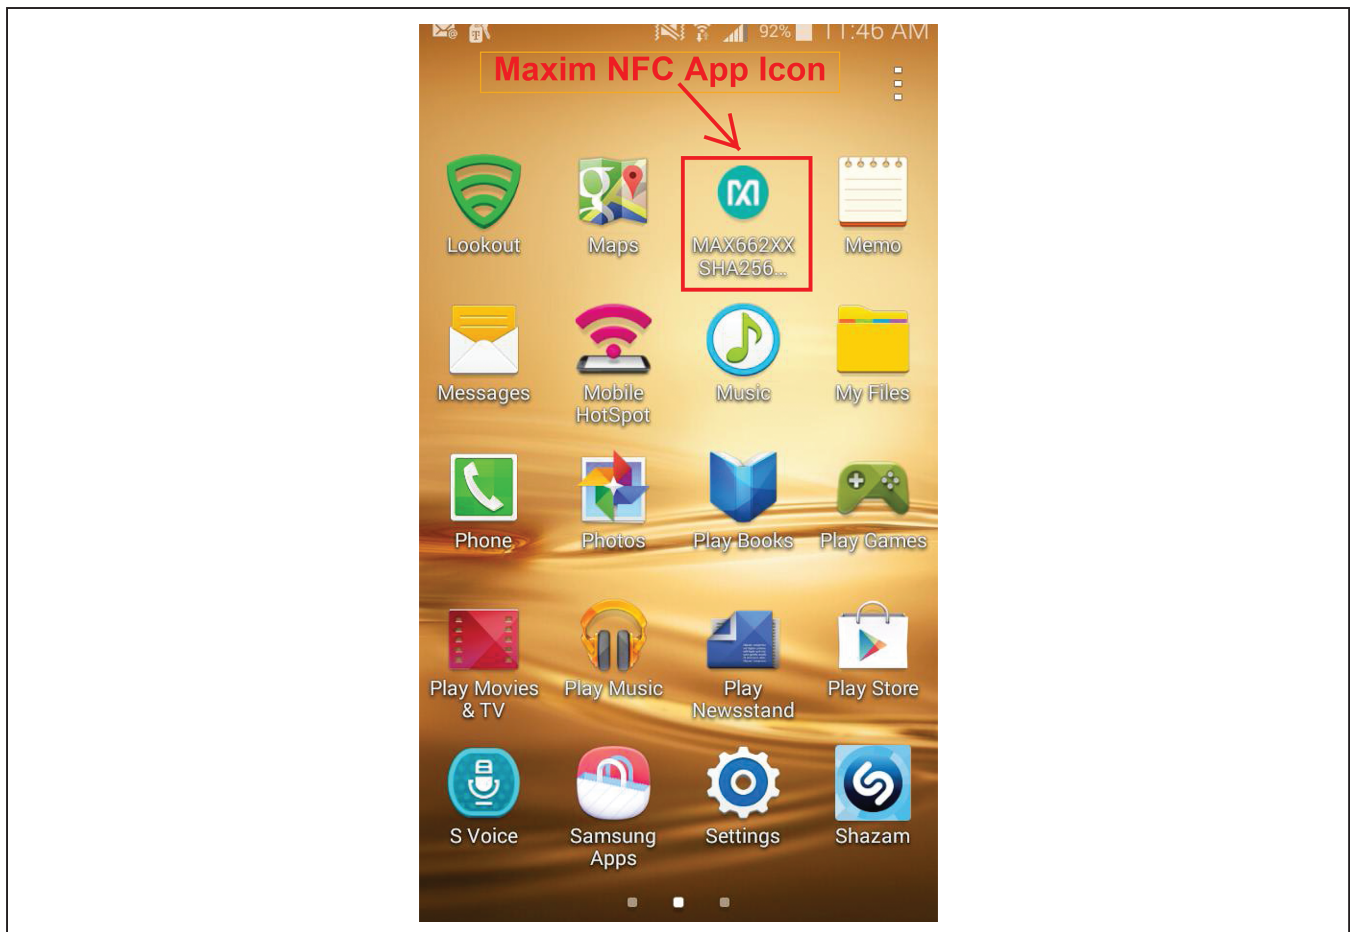 92% 11:46 AM
Maxim NFC App Icon
Lookout
Maps
MAX662XX
SHA256...
Memo
Messages
Mobile
HotSpot
Music
My Files
Phone
Photos
Play Books
Play Games
Play Movies
& TV
Play Music
Play
Newsstand
Play Store
S Voice
Samsung
Apps
Settings
Shazam